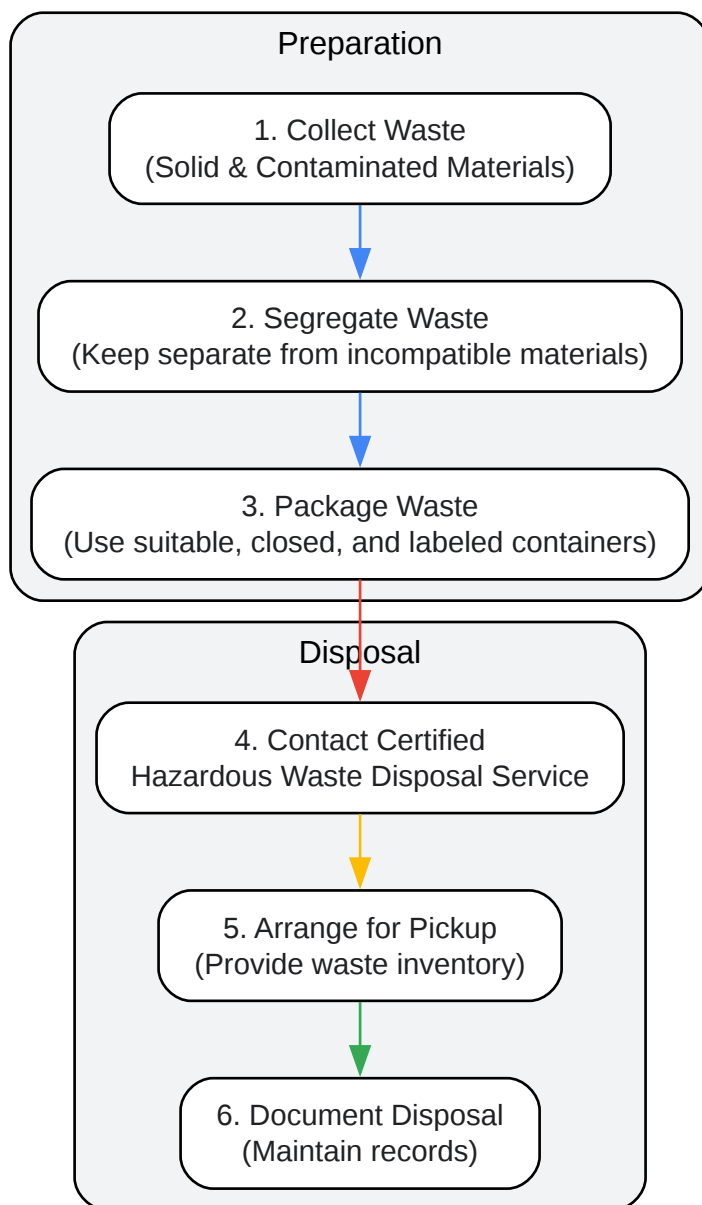 Preparation
1. Collect Waste
(Solid & Contaminated Materials)
2. Segregate Waste
(Keep separate from incompatible materials)
3. Package Waste
(Use suitable, closed, and labeled containers)
Disposal
4. Contact Certified
Hazardous Waste Disposal Service
5. Arrange for Pickup
(Provide waste inventory)
6. Document Disposal
(Maintain records)